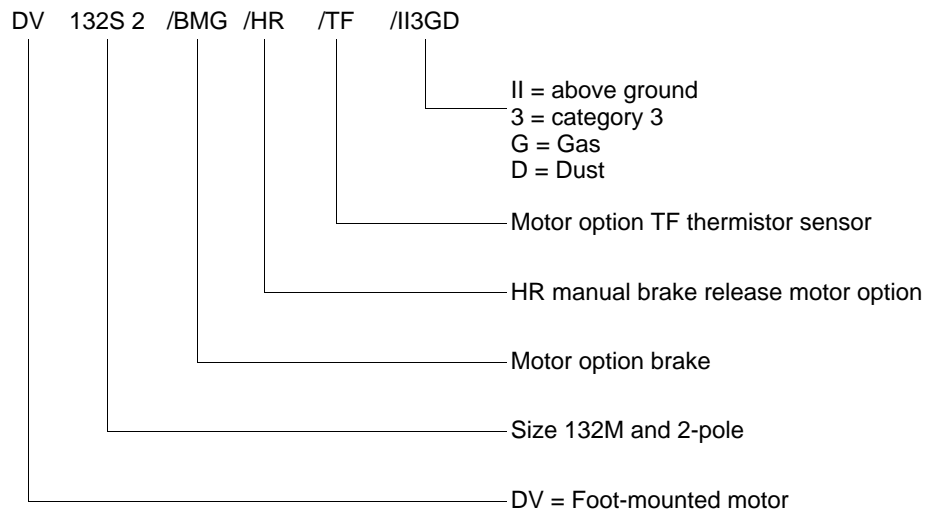 DV 132S 2 /BMG /HR /TF /II3GD
II = above ground
3 = category 3
G = Gas
D = Dust
Motor option TF thermistor sensor
HR manual brake release motor option
Motor option brake
Size 132M and 2-pole
DV = Foot-mounted motor